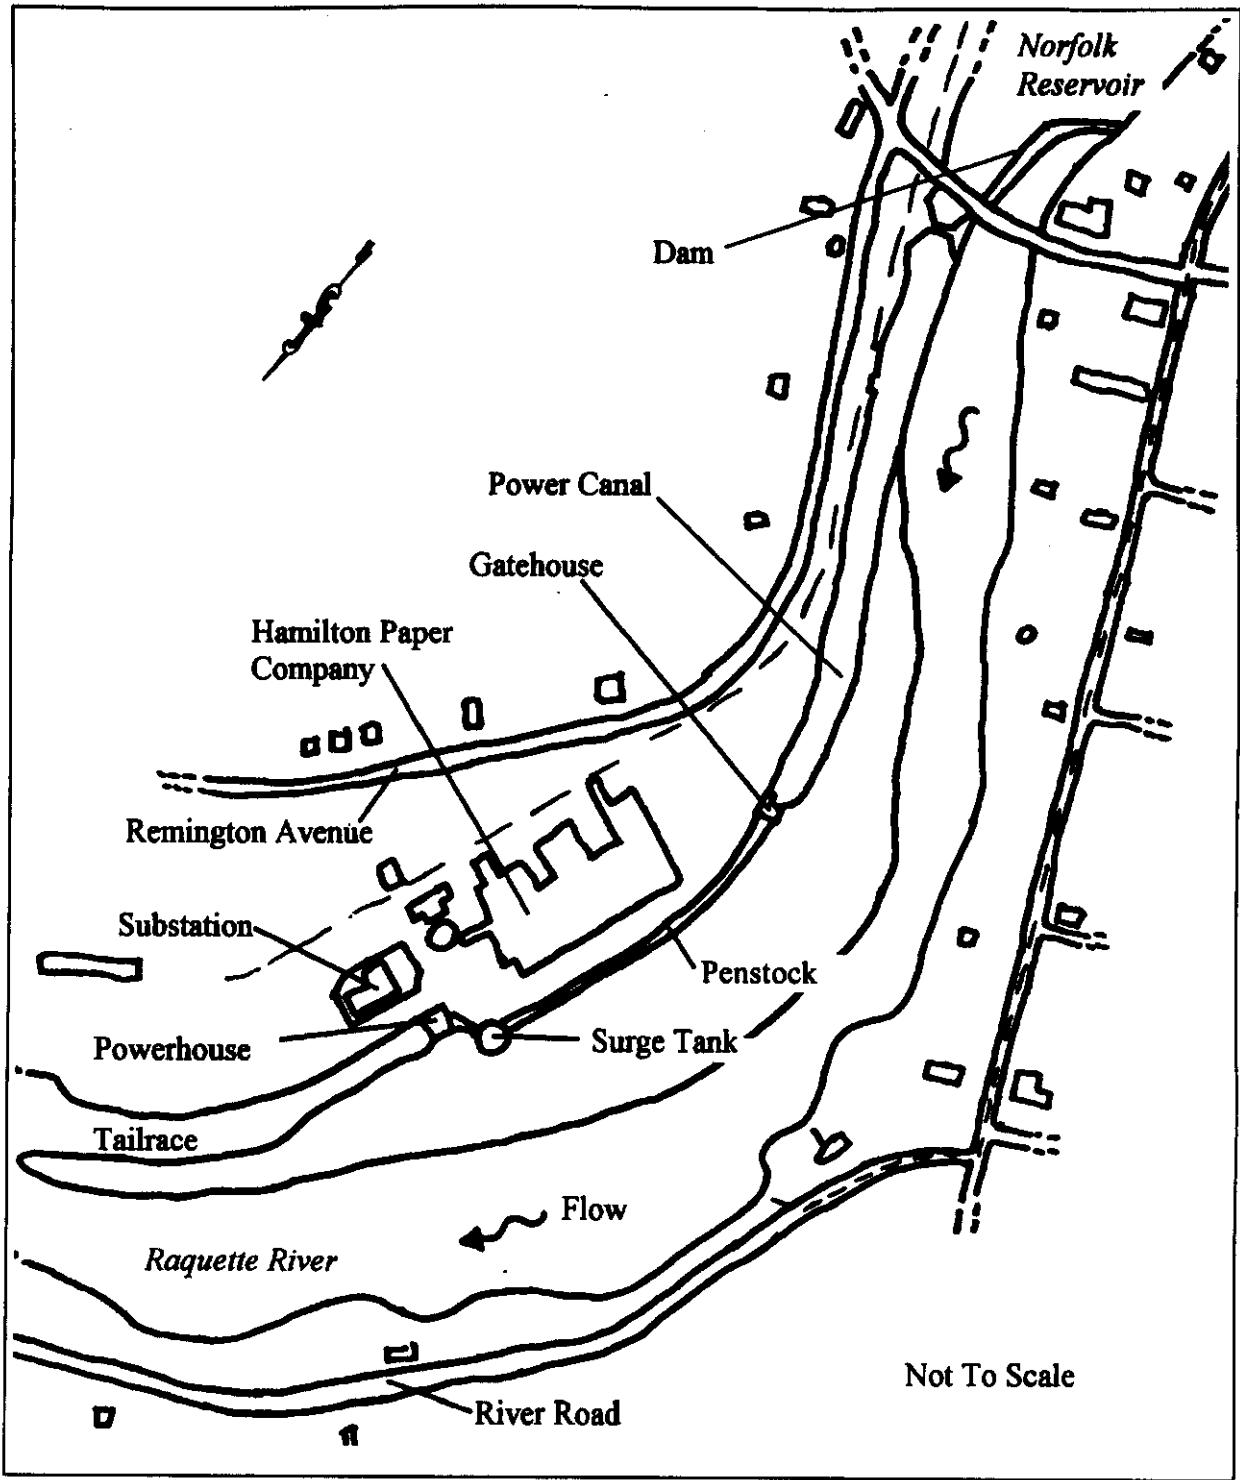 Norfolk
Reservoir
Dam
Power Canal
Gatehouse
Hamilton Paper
Company
Remington Avenue
Substation
Penstock
Powerhouse
Surge Tank
Tailrace
Flow
Raquette River
Not To Scale
River Road